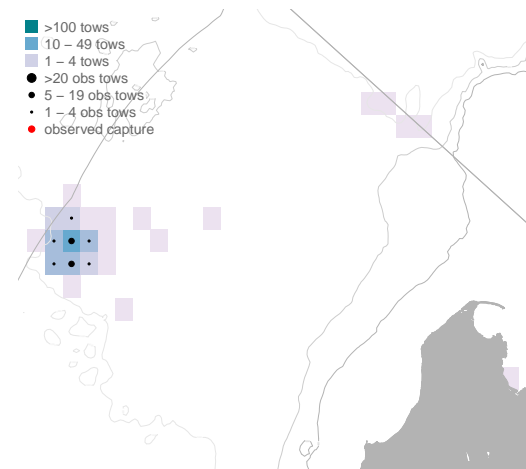 >100 tows
10 – 49 tows
1 – 4 tows
>20 obs tows
5 – 19 obs tows
1 – 4 obs tows
observed capture